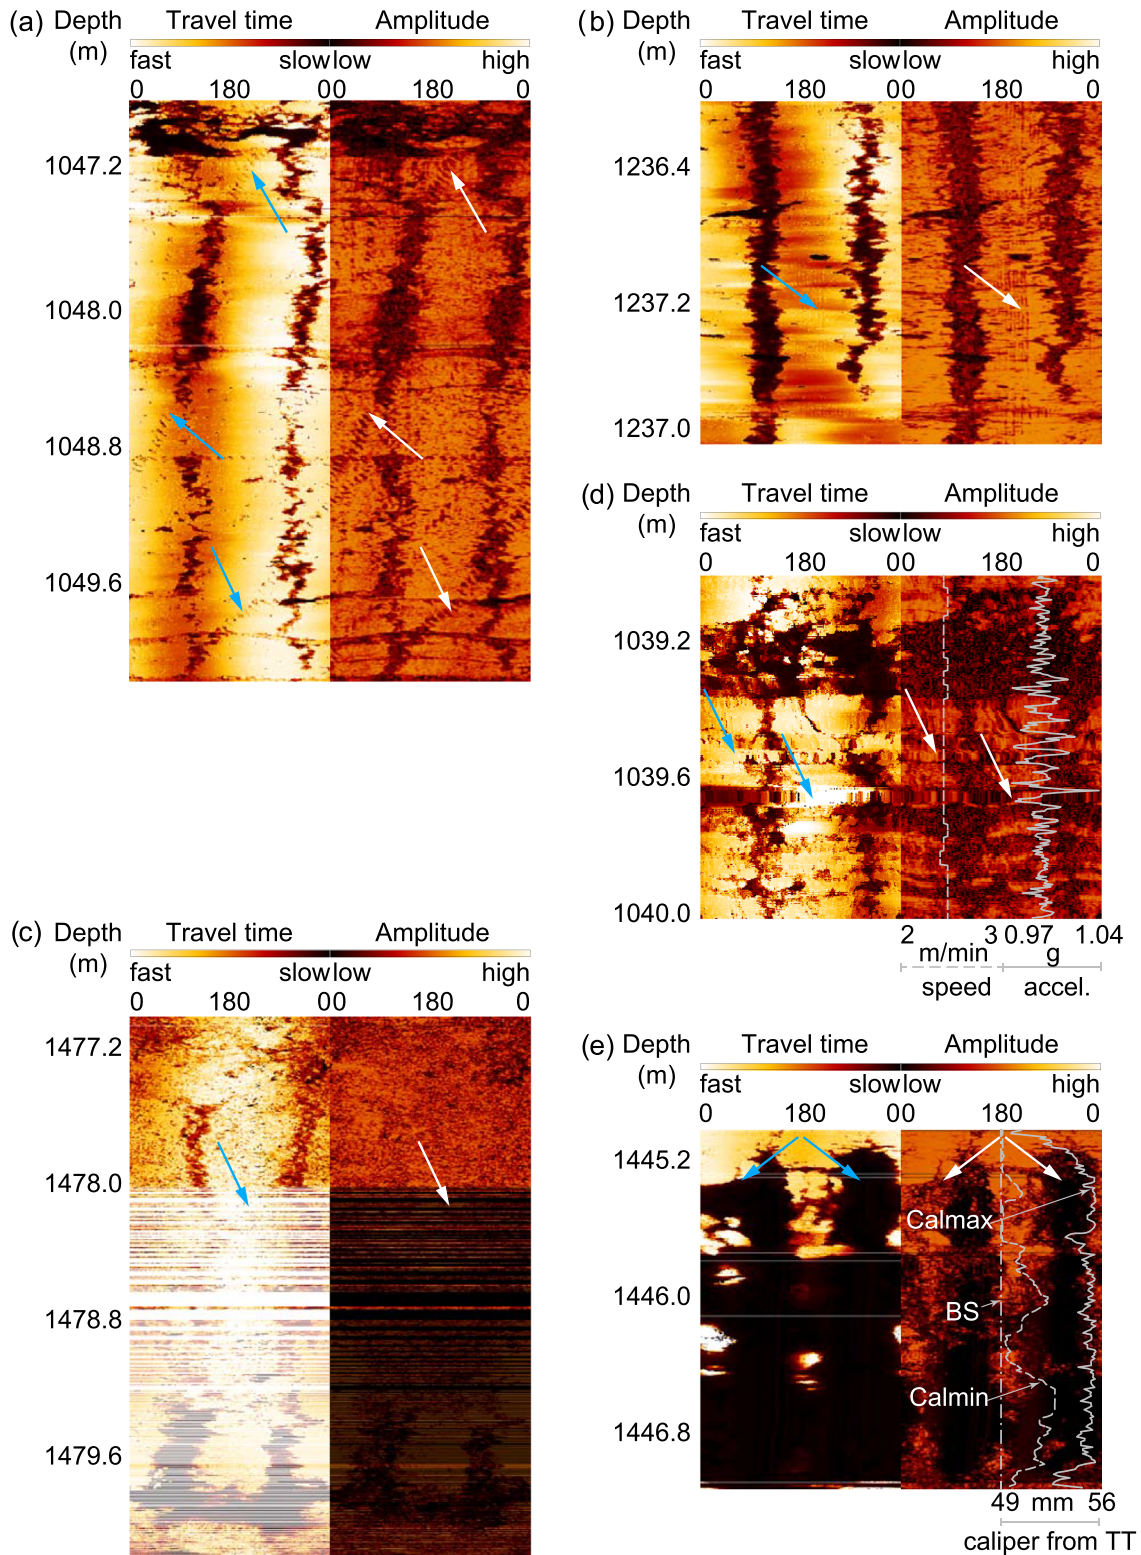 (a) Depth Travel time Amplitude
(m) fast slow low high
0 180 0 0 180 0
1047.2
1048.0
1048.8
1049.6
(b) Depth Travel time Amplitude
(m) fast slow low high
0 180 0 0 180 0
1236.4
1237.2
1237.0
(d) Depth Travel time Amplitude
(m) fast slow low high
0 180 0 0 180 0
1039.2
1039.6
1040.0
2 3 0.97 1.04
m/min g
speed accel.
(c) Depth Travel time Amplitude
(m) fast slow low high
0 180 0 0 180 0
1477.2
1478.0
1478.8
1479.6
(e) Depth Travel time Amplitude
(m) fast slow low high
0 180 0 0 180 0
1445.2
Calmax
1446.0
BS
Calmin
1446.8
49 mm 56
caliper from TT